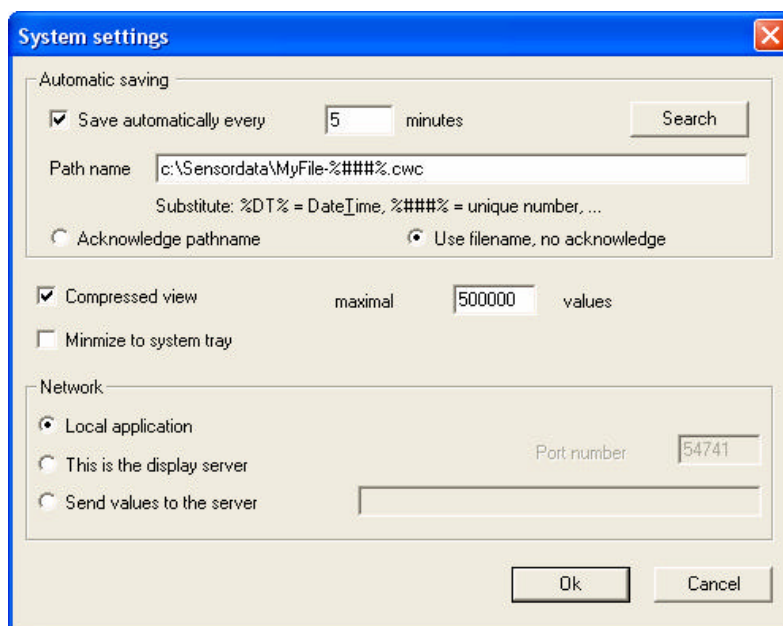 System settings
Automatic saving
Save automatically every 5 minutes Search
Path name c:\Sensordata\MyFile-%###%.cwc
Substitute: %DT% = DateTime, %###% = unique number, ...
Acknowledge pathname Use filename, no acknowledge
Compressed view maximal 500000 values
Minmize to system tray
Network
Local application
Port number 54741
This is the display server
Send values to the server
Ok Cancel